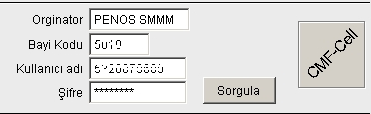 Orginator PENOS SMMM
Bayi Kodu
Kullanıcı adı
Şifre ******** Sorgula
CMF-Cell